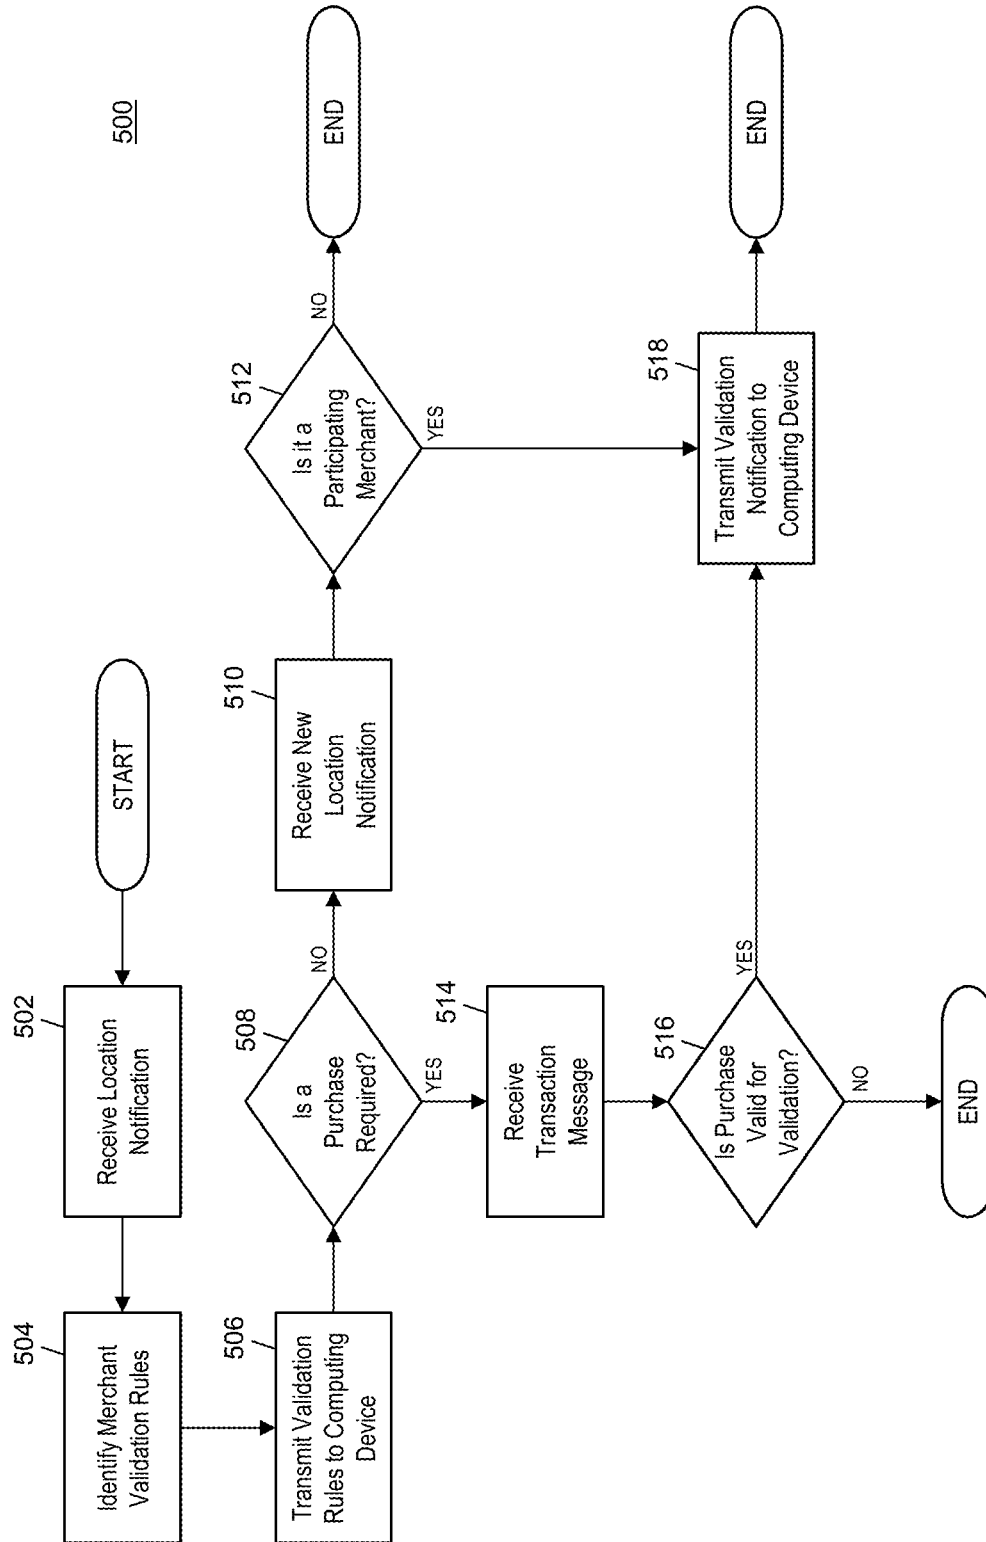 500
START
502
Receive Location
Notification
504
Identify Merchant
Validation Rules
506
Transmit Validation
Rules to Computing
Device
508
Is a
Purchase
Required?
NO
YES
510
Receive New
Location
Notification
512
Is it a
Participating
Merchant?
NO
YES
END
514
Receive
Transaction
Message
516
Is Purchase
Valid for
Validation?
YES
NO
END
518
Transmit Validation
Notification to
Computing Device
END